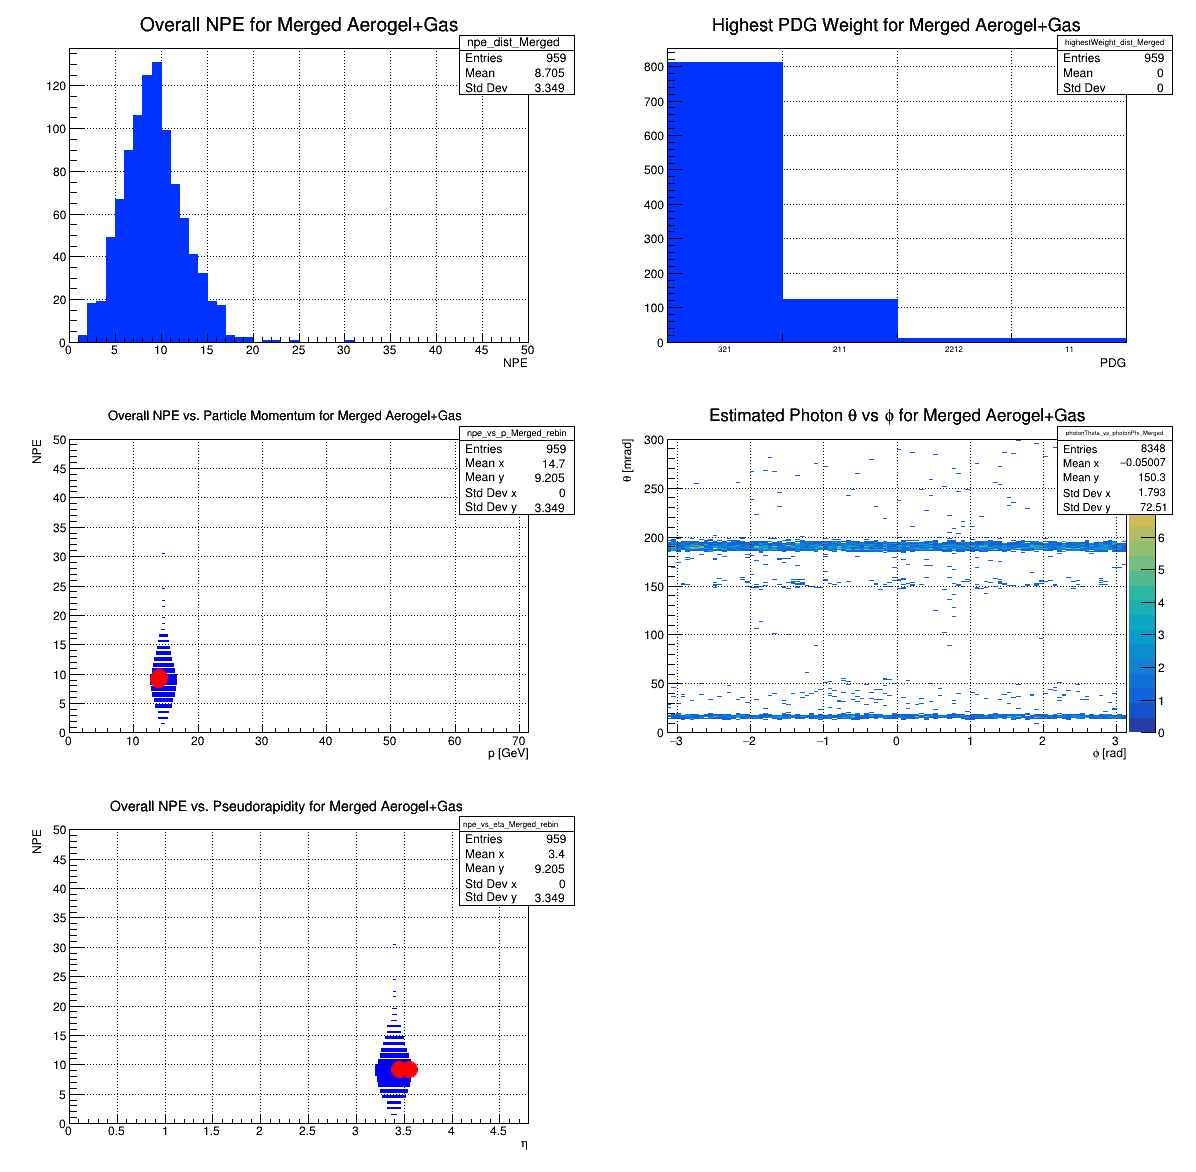 Overall NPE for Merged Aerogel+Gas
npe_dist_Merged
Entries 959
Mean 8.705
Std Dev 3.349
120
100
80
60
40
20
0
0 5 10 15 20 25 30 35 40 45 50
NPE
Highest PDG Weight for Merged Aerogel+Gas
highestWeight_dist_Merged
Entries 959
Mean 0
Std Dev 0
800
700
600
500
400
300
200
100
0
321 211 2212 11
PDG
Overall NPE vs. Particle Momentum for Merged Aerogel+Gas
npe_vs_p_Merged_rebin
Entries 959
Mean x 14.7
Mean y 9.205
Std Dev x 0
Std Dev y 3.349
NPE
50
45
40
35
30
25
20
15
10
5
0
0 10 20 30 40 50 60 70
p [GeV]
Estimated Photon θ vs ϕ for Merged Aerogel+Gas
photonTheta_vs_photonPhi_Merged
Entries 8348
Mean x −0.05007
Mean y 150.3
Std Dev x 1.793
Std Dev y 72.51
θ [mrad]
300
250
200
150
100
50
0
−3 −2 −1 0 1 2 3
ϕ [rad]
6
5
4
3
2
1
0
Overall NPE vs. Pseudorapidity for Merged Aerogel+Gas
npe_vs_eta_Merged_rebin
Entries 959
Mean x 3.4
Mean y 9.205
Std Dev x 0
Std Dev y 3.349
NPE
50
45
40
35
30
25
20
15
10
5
0
0 0.5 1 1.5 2 2.5 3 3.5 4 4.5
η